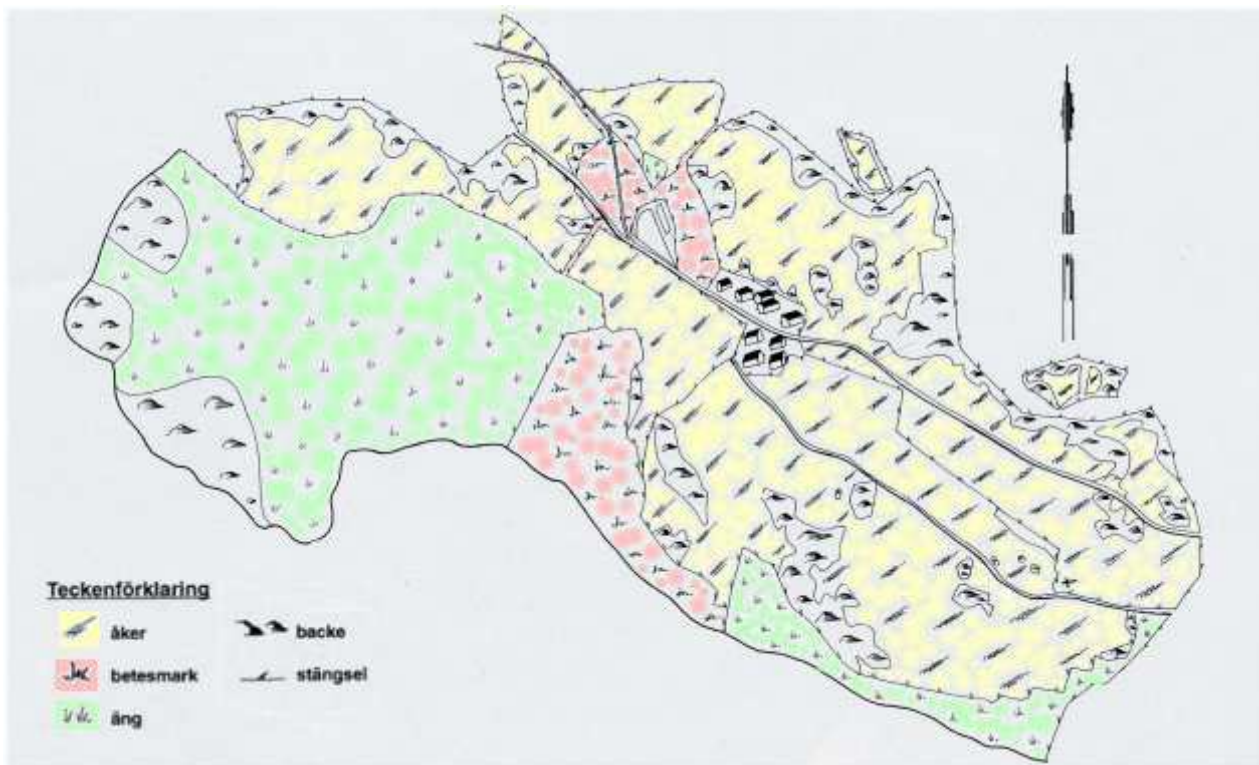 Teckenförklaring
åker
betesmark
äng
backe
stängsel